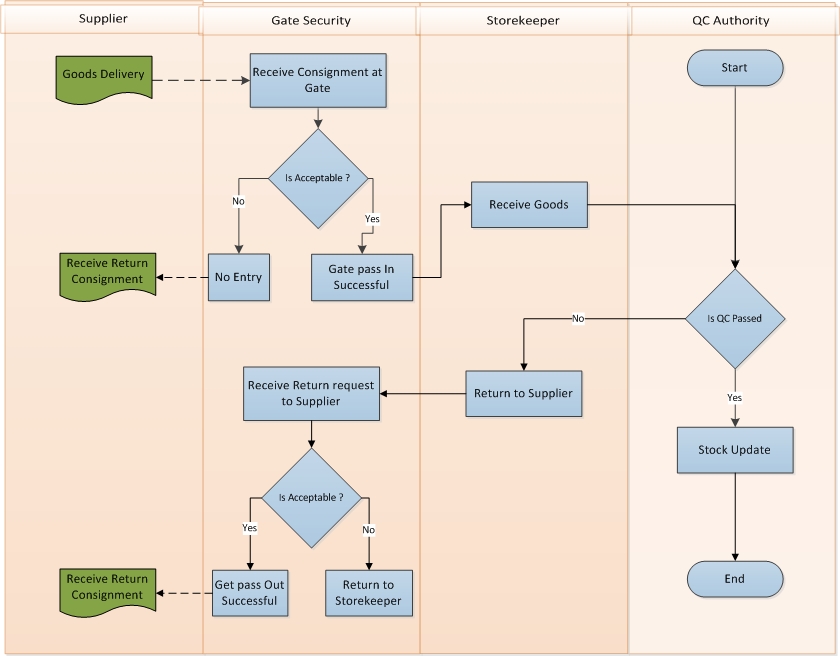 Supplier
Gate Security
Storekeeper
QC Authority
Goods Delivery
Receive Consignment at
Gate
Start
Is Acceptable ?
No
Yes
Receive Goods
Receive Return
Consignment
No Entry
Gate pass In
Successful
Is QC Passed
No
Yes
Receive Return request
to Supplier
Return to Supplier
Stock Update
Is Acceptable ?
Yes
No
Receive Return
Consignment
Get pass Out
Successful
Return to
Storekeeper
End